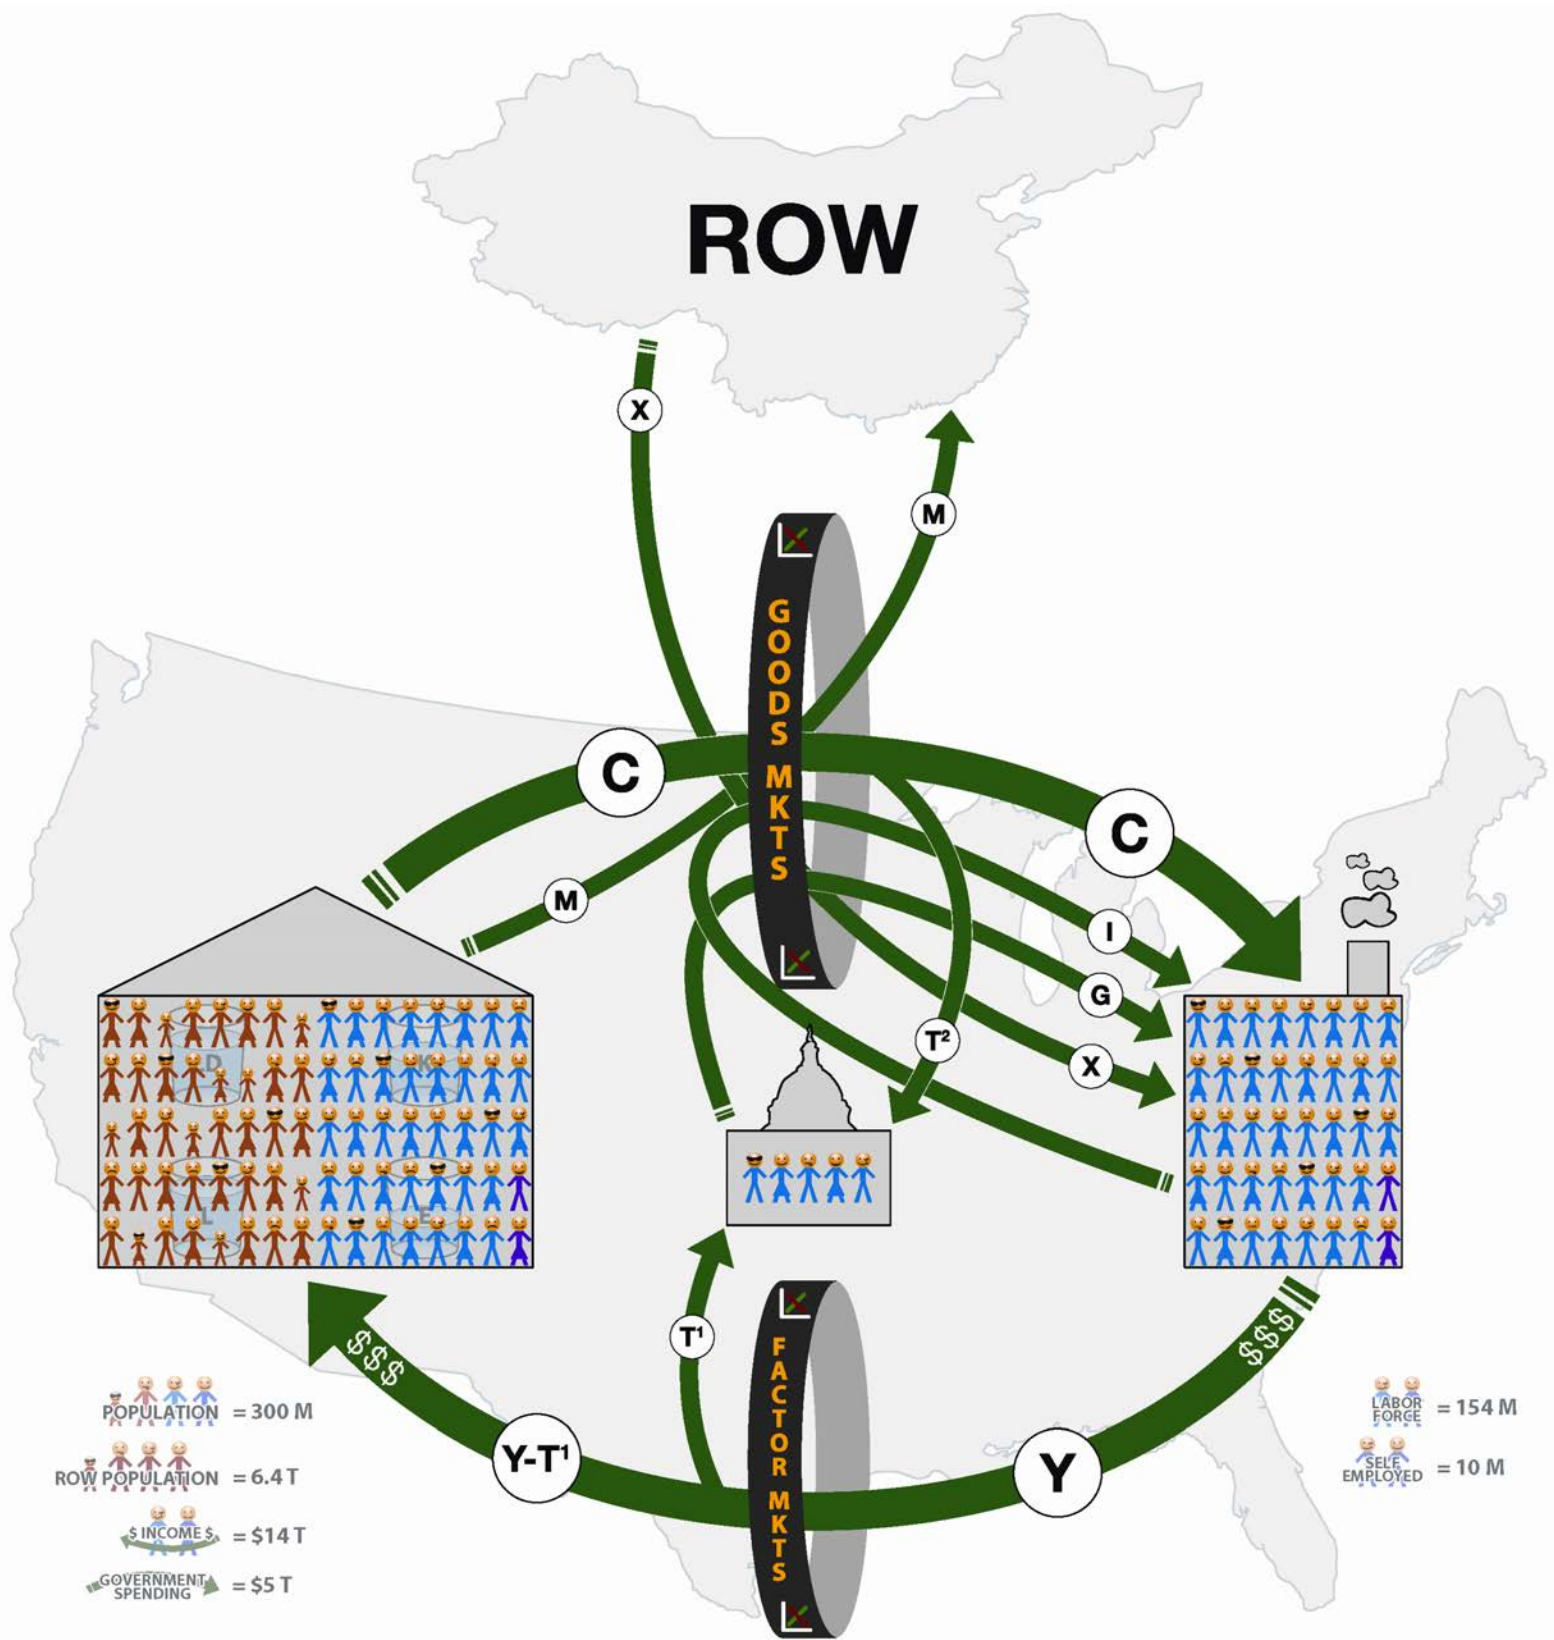 ROW
X
M
GOODS MKTS
C
C
M
I
G
T²
X
D
K
L
E
T¹
$$$
$$$
FACTOR MKTS
Y-T¹
Y
POPULATION = 300 M
ROW POPULATION = 6.4 T
$ INCOME $ = $14 T
GOVERNMENT
SPENDING = $5 T
LABOR
FORCE = 154 M
SELF
EMPLOYED = 10 M